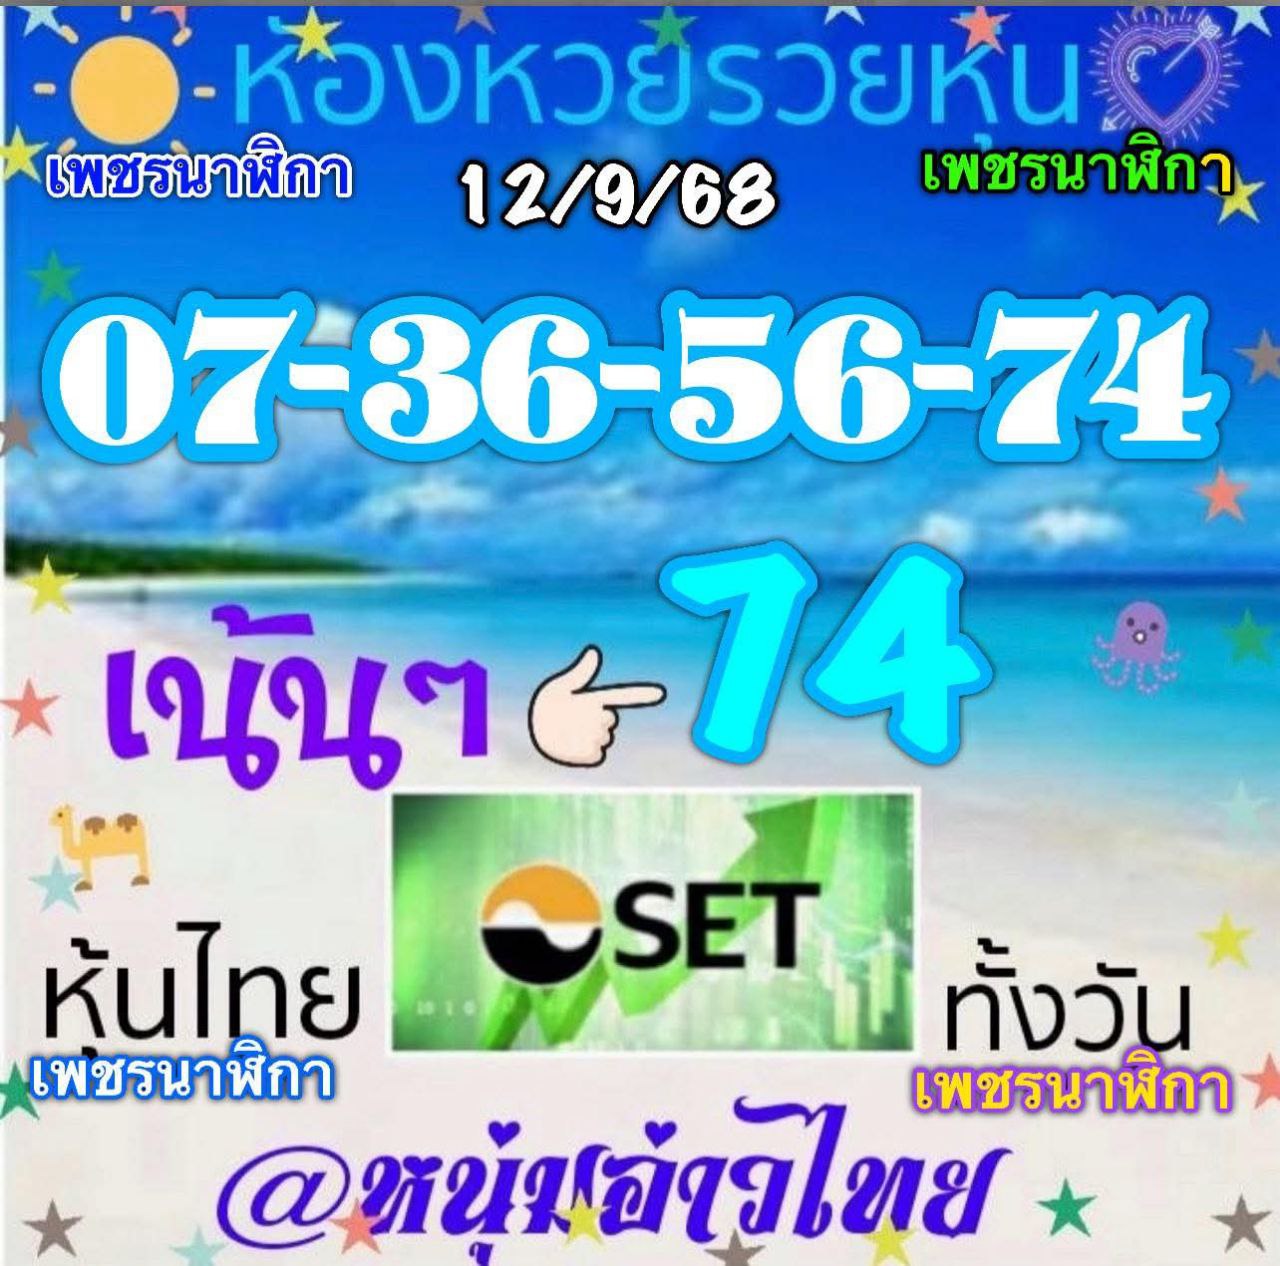 ห้องหวยรวยหุ้น
เพชรนาฬิกา
12/9/68
เพชรนาฬิกา
07-36-56-74
เน้นๆ 74
SET
หุ้นไทย
ทั้งวัน
เพชรนาฬิกา
เพชรนาฬิกา
@หนุ่มอ่าวไทย